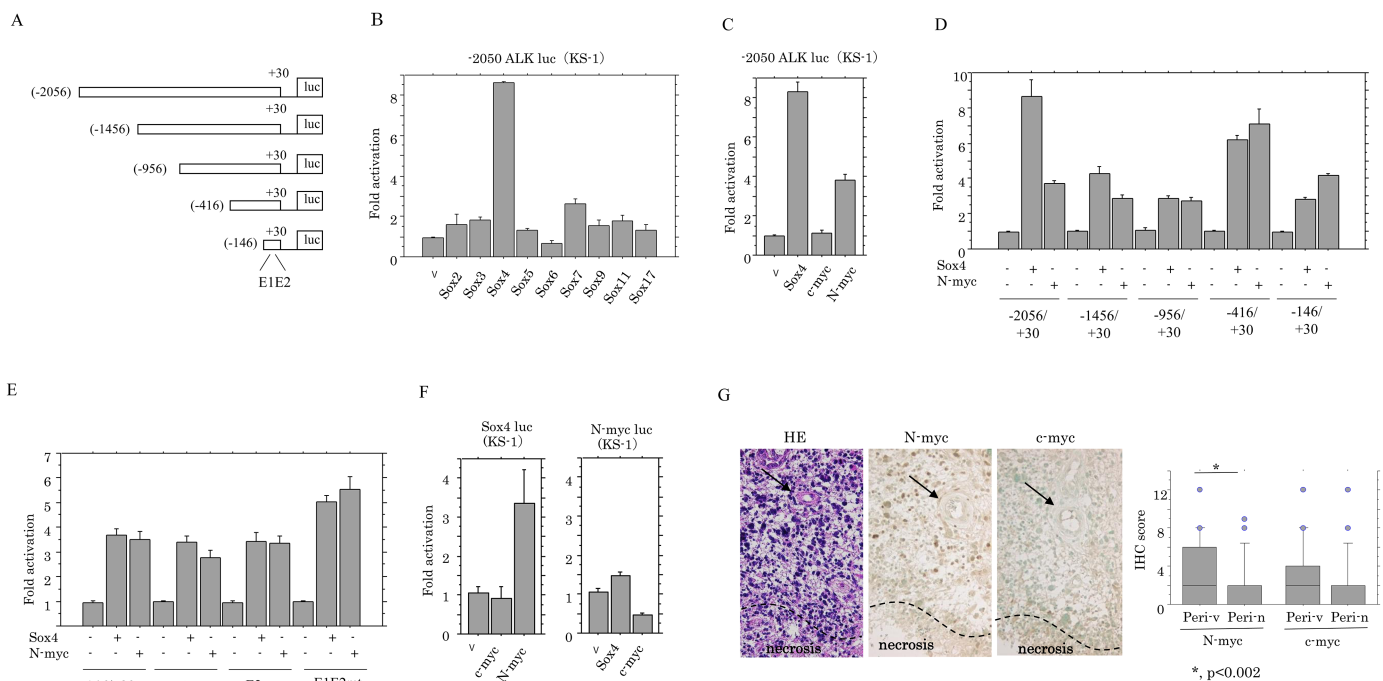 A
(-2056)
+30
luc
(-1456)
+30
luc
(-956)
+30
luc
(-416)
+30
luc
(-146)
+30
luc
E1E2
B
-2050 ALK luc (KS-1)
Fold activation
8
6
4
2
0
v
Sox2
Sox3
Sox4
Sox5
Sox6
Sox7
Sox9
Sox11
Sox17
C
-2050 ALK luc (KS-1)
Fold activation
8
6
4
2
0
v
Sox4
c-myc
N-myc
D
Fold activation
10
8
6
4
2
0
Sox4 - + - - + - - + - - + - - + -
N-myc - - + - - + - - + - - + - - +
-2056/ +30
-1456/ +30
-956/ +30
-416/ +30
-146/ +30
E
Fold activation
7
6
5
4
3
2
1
Sox4 - + - - + - - + - - + -
N-myc - - + - - + - - + - - +
F
Sox4 luc
(KS-1)
Fold activation
4
3
2
1
0
v
c-myc
N-myc
N-myc luc
(KS-1)
4
3
2
1
0
v
Sox4
c-myc
G
HE
N-myc
c-myc
necrosis
necrosis
necrosis
IHC score
12
8
4
0
*
Peri-v Peri-n Peri-v Peri-n
N-myc
c-myc
*, p<0.002